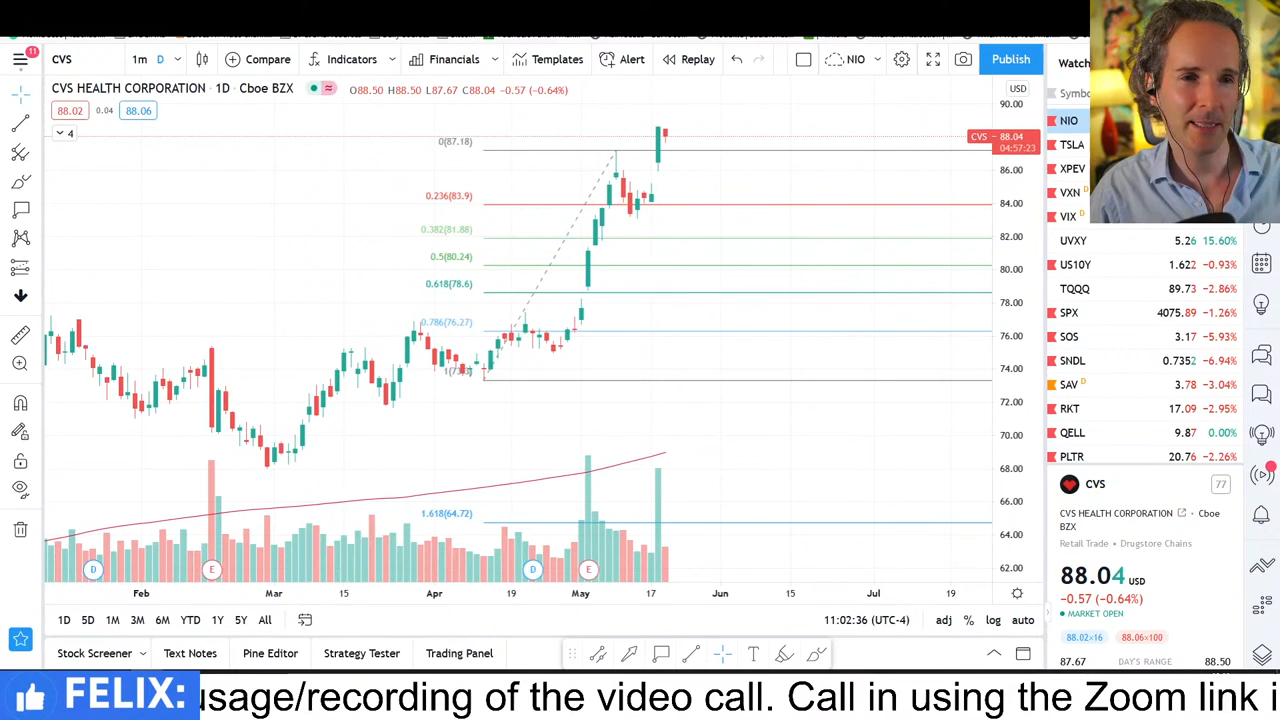 11
CVS
1m
D
Compare
Indicators
Financials
Templates
Alert
Replay
NIO
Publish
Watch
CVS HEALTH CORPORATION · 1D · Cboe BZX
O88.50 H88.50 L87.67 C88.04 −0.57 (−0.64%)
USD
88.02
0.04
88.06
4
Symbo
NIO
TSLA
XPEV
VXN D
VIX D
UVXY 5.26 15.60%
US10Y 1.622 −0.93%
TQQQ 89.73 −2.86%
SPX 4075.89 −1.26%
SOS 3.17 −5.93%
SNDL 0.7352 −6.94%
SAV D 3.78 −3.04%
RKT 17.09 −2.95%
QELL 9.87 0.00%
PLTR 20.76 −2.26%
0(87.18)
0.236(83.9)
0.382(81.88)
0.5(80.24)
0.618(78.6)
0.786(76.27)
1.618(64.72)
90.00
CVS 88.04
04:57:23
86.00
84.00
82.00
80.00
78.00
76.00
74.00
72.00
70.00
68.00
66.00
64.00
62.00
D
E
D
E
Feb
Mar
15
Apr
19
May
17
Jun
15
Jul
19
CVS
77
CVS HEALTH CORPORATION
Cboe
BZX
Retail Trade • Drugstore Chains
88.04 USD
−0.57 (−0.64%)
MARKET OPEN
88.02×16
88.06×100
87.67 DAY'S RANGE 88.50
1D 5D 1M 3M 6M YTD 1Y 5Y All
11:02:36 (UTC-4)
adj % log auto
Stock Screener
Text Notes
Pine Editor
Strategy Tester
Trading Panel
FELIX:
usage/recording of the video call. Call in using the Zoom link i